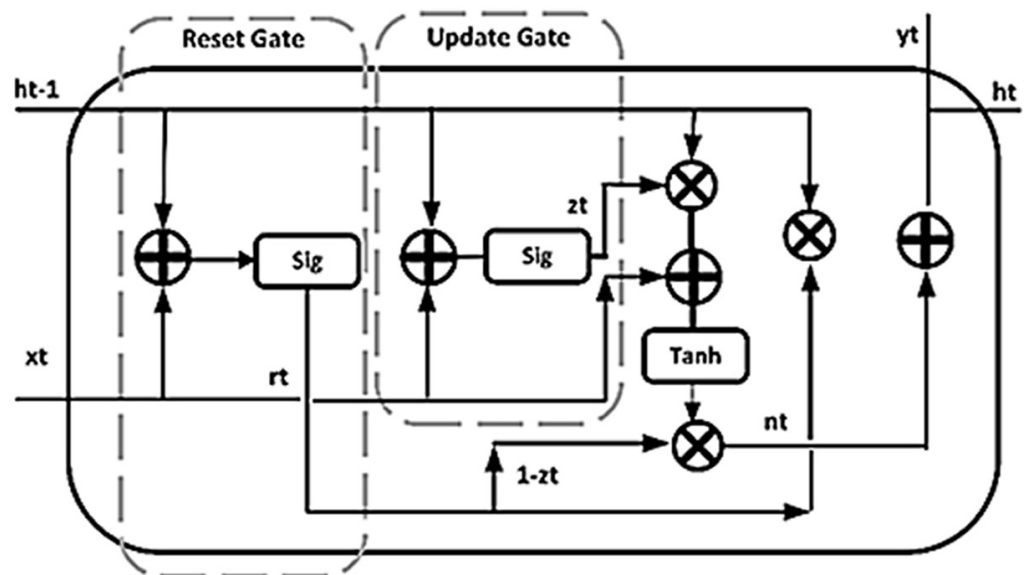 Reset Gate
Update Gate
yt
ht-1
ht
zt
Sig
Sig
xt
rt
Tanh
nt
1-zt